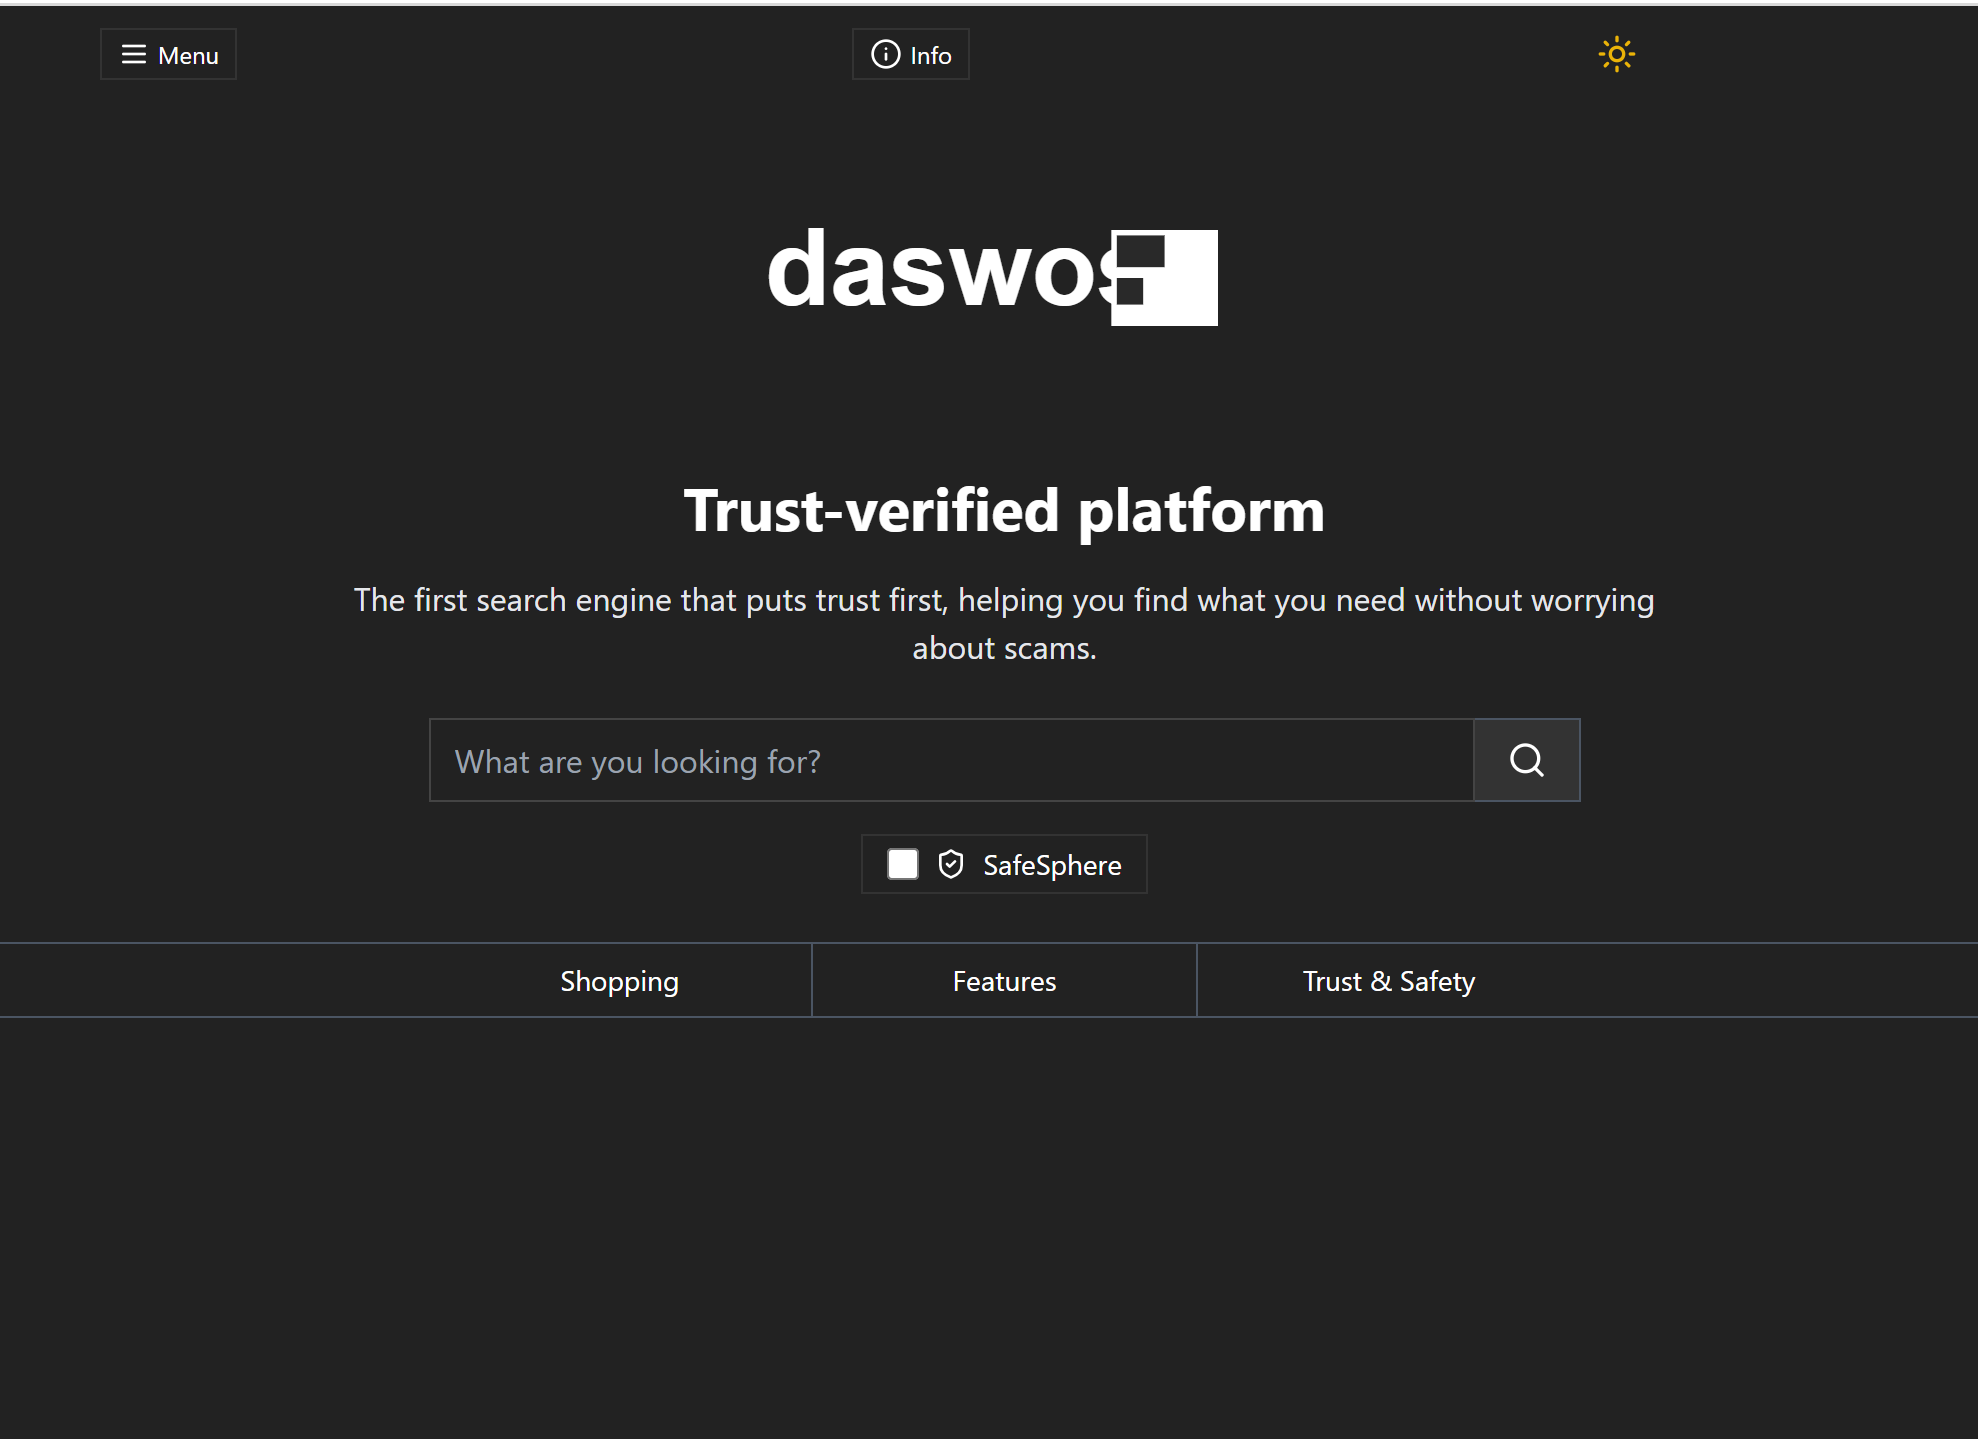 Menu
Info
daswos
Trust-verified platform
The first search engine that puts trust first, helping you find what you need without worrying
about scams.
What are you looking for?
SafeSphere
Shopping
Features
Trust & Safety